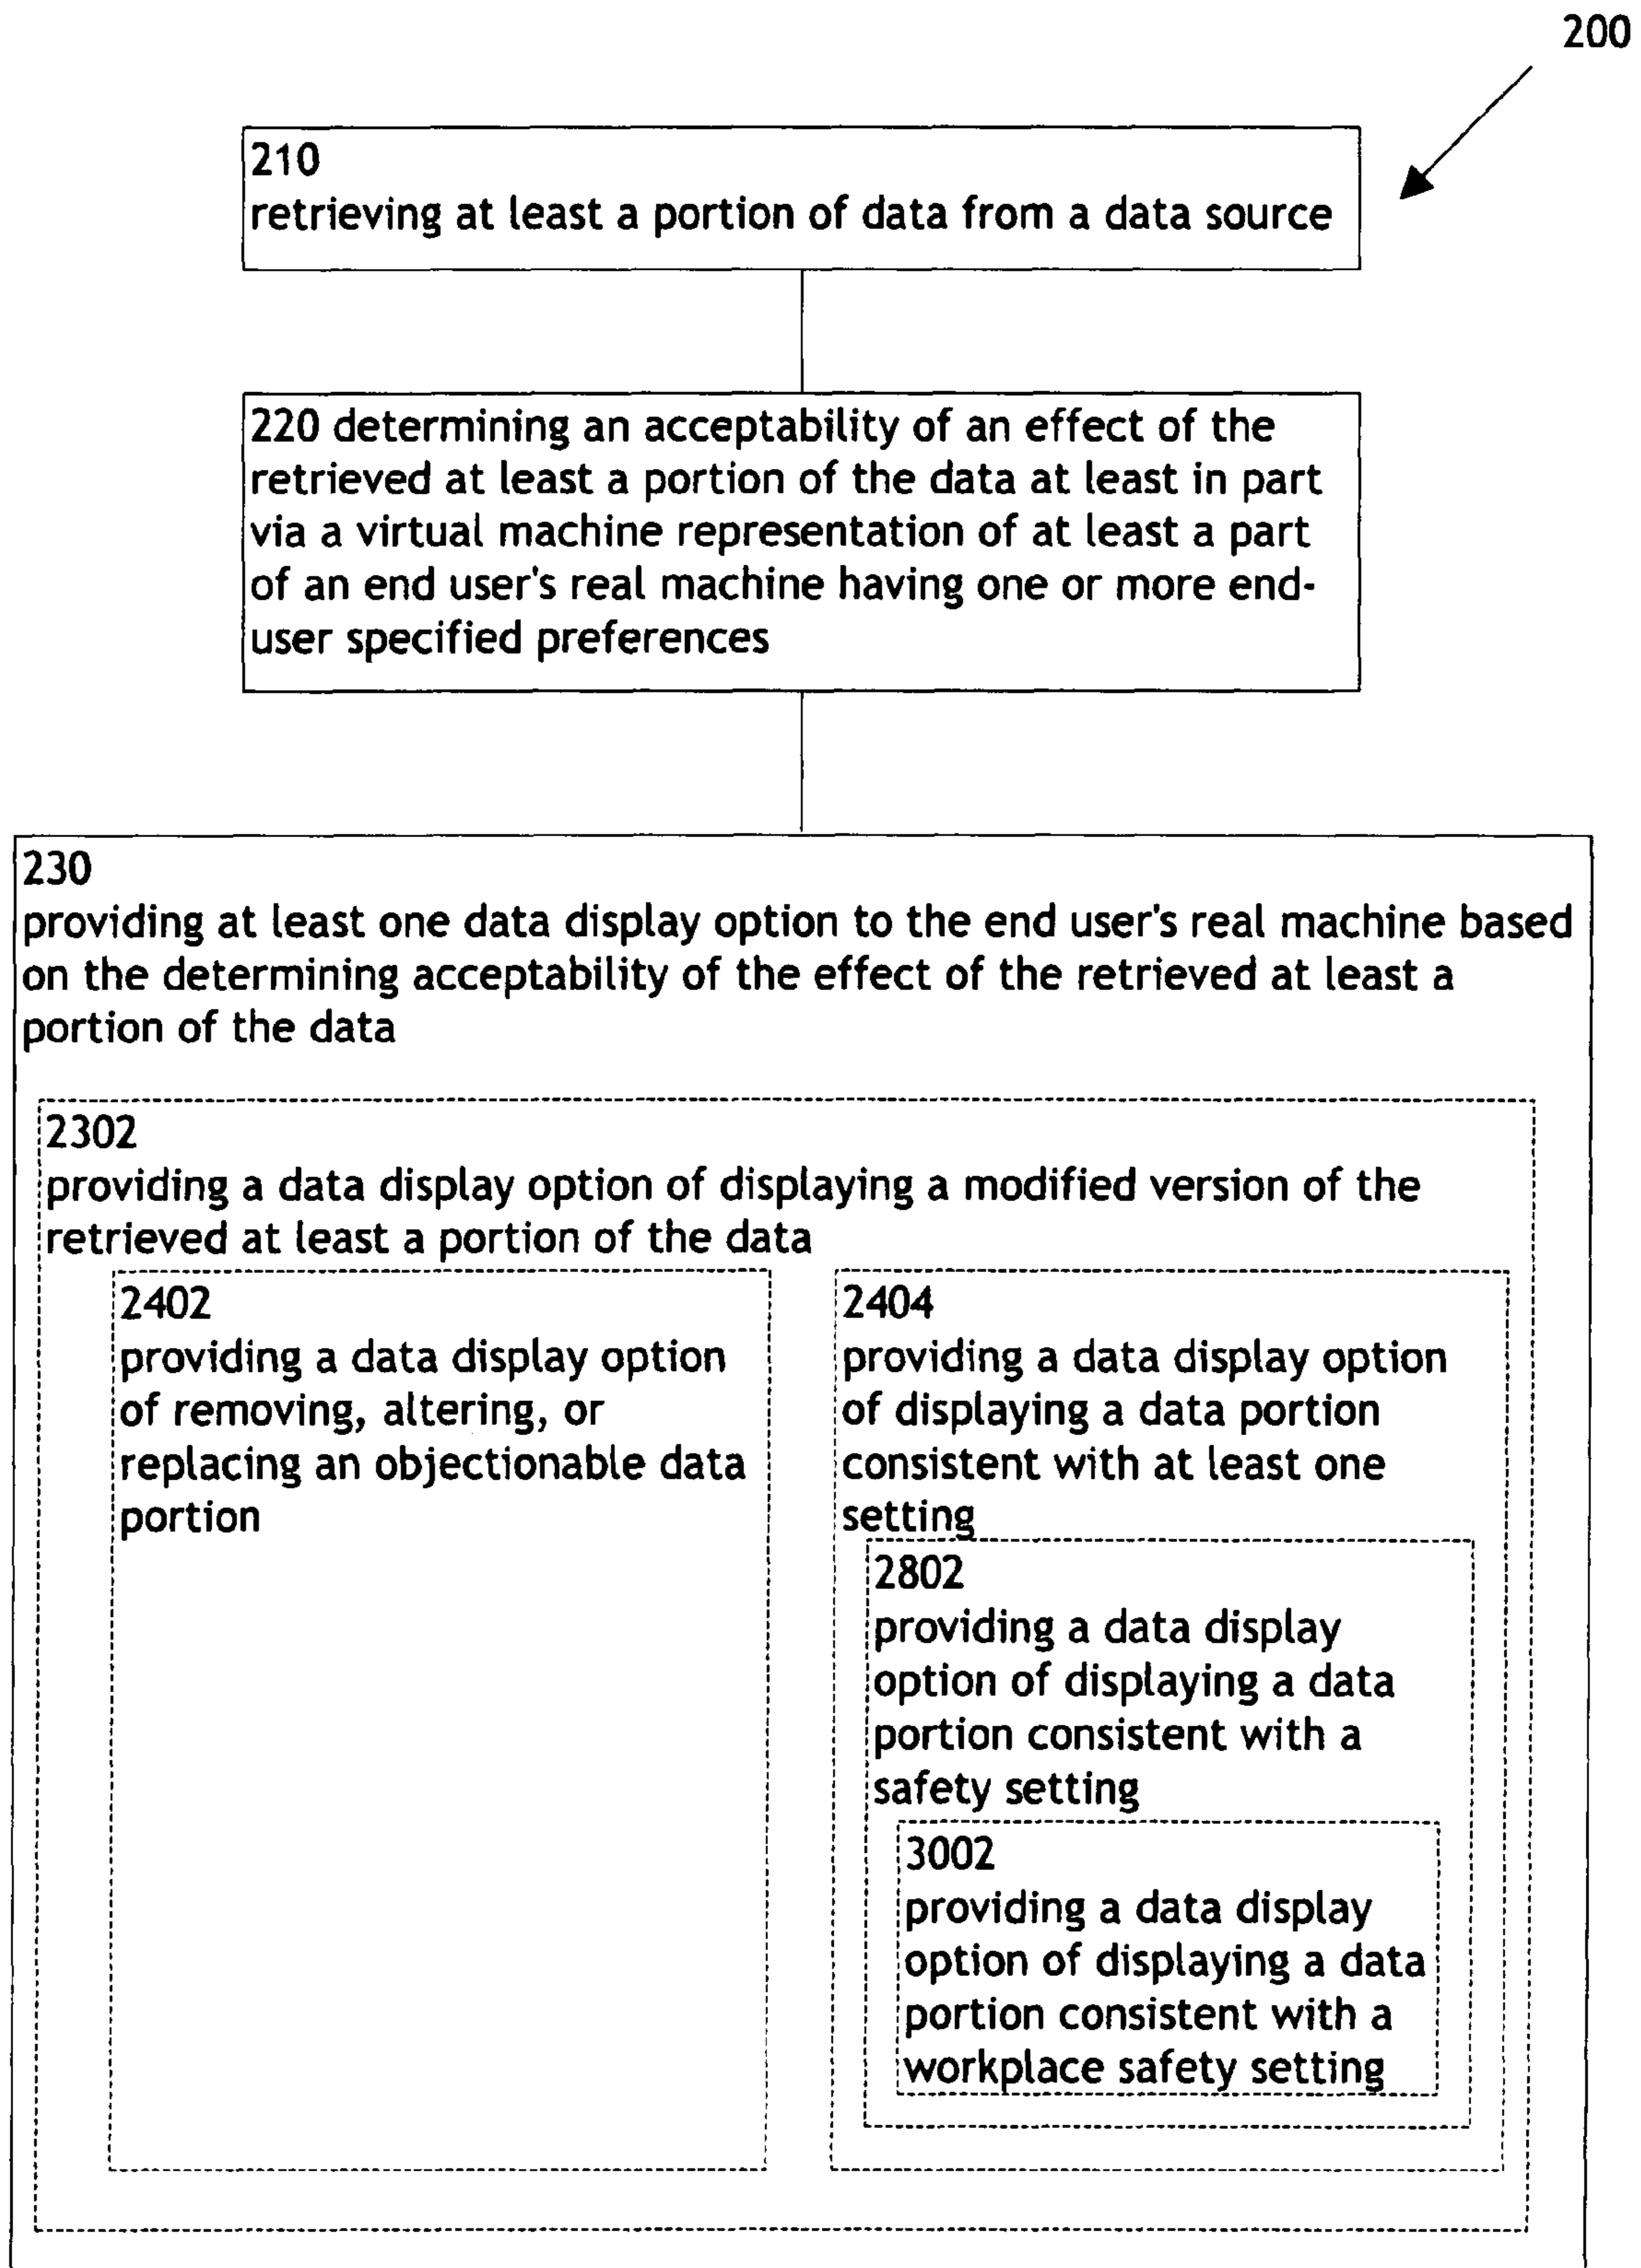 200
210
retrieving at least a portion of data from a data source
220 determining an acceptability of an effect of the
retrieved at least a portion of the data at least in part
via a virtual machine representation of at least a part
of an end user's real machine having one or more end-
user specified preferences
230
providing at least one data display option to the end user's real machine based
on the determining acceptability of the effect of the retrieved at least a
portion of the data
2302
providing a data display option of displaying a modified version of the
retrieved at least a portion of the data
2402
providing a data display option
of removing, altering, or
replacing an objectionable data
portion
2404
providing a data display option
of displaying a data portion
consistent with at least one
setting
2802
providing a data display
option of displaying a data
portion consistent with a
safety setting
3002
providing a data display
option of displaying a data
portion consistent with a
workplace safety setting